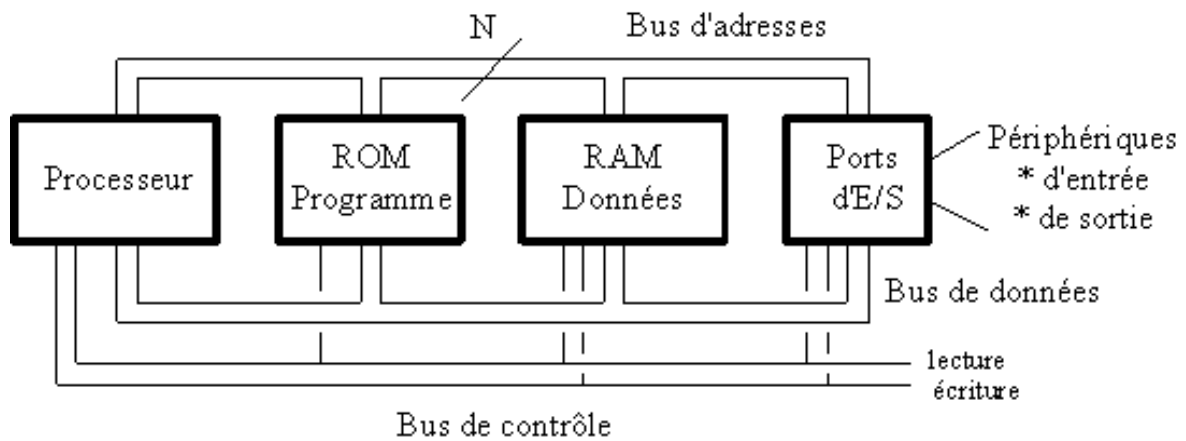 N
Bus d'adresses
Processeur
ROM
Programme
RAM
Données
Ports
d'E/S
Périphériques
* d'entrée
* de sortie
Bus de données
lecture
écriture
Bus de contrôle